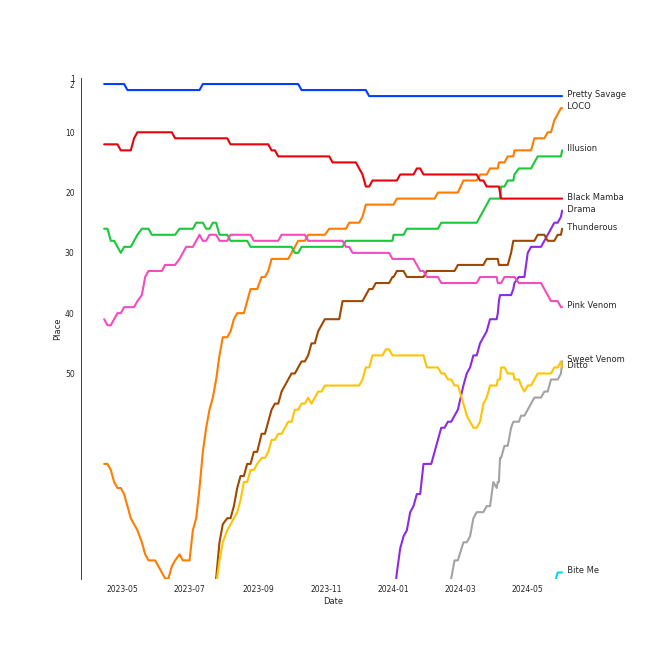 1
2
10
20
30
40
50
Place
Pretty Savage
LOCO
Illusion
Black Mamba
Drama
Thunderous
Pink Venom
Sweet Venom
Ditto
Bite Me
2023-05
2023-07
2023-09
2023-11
2024-01
2024-03
2024-05
Date